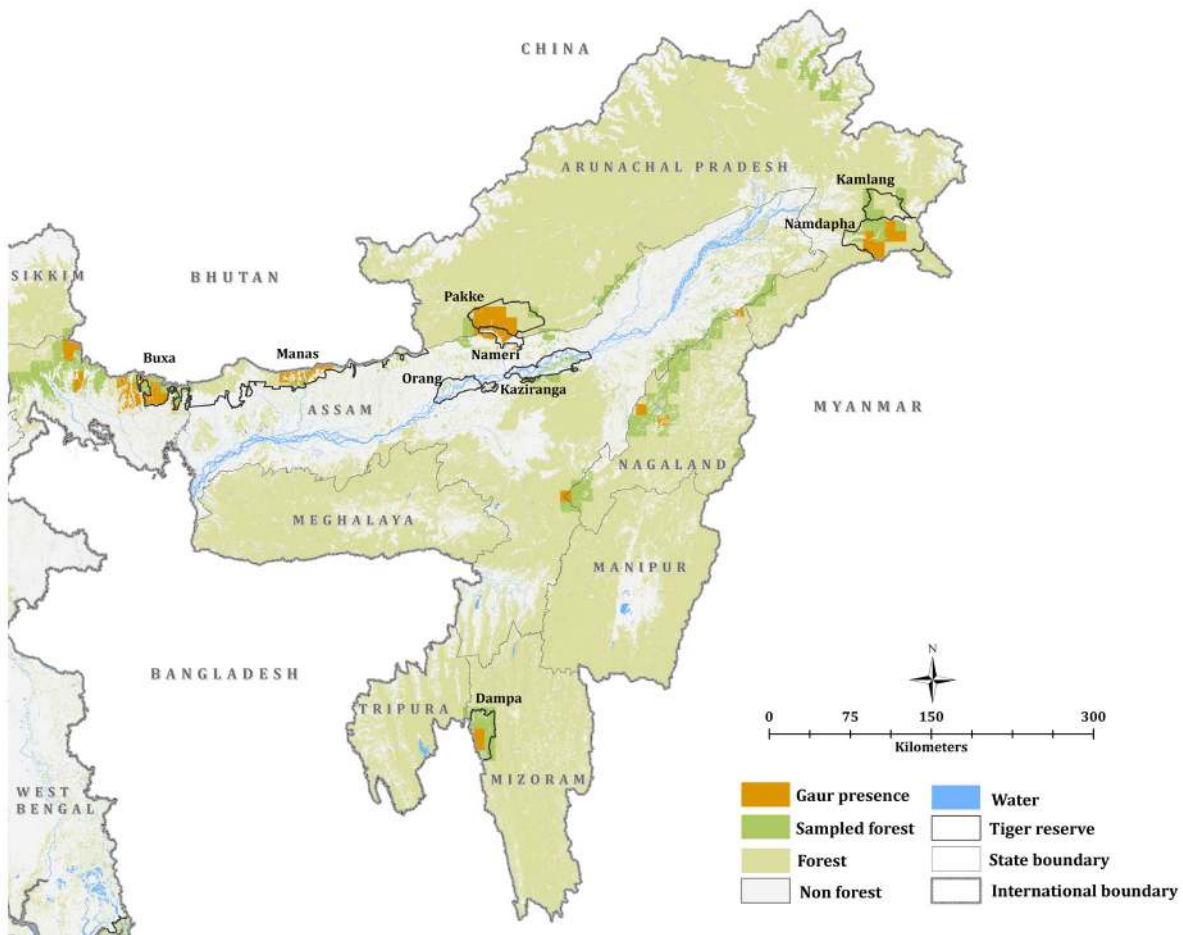 CHINA
ARUNACHAL PRADESH
Kamlang
Namdapha
SIKKIM
BHUTAN
Pakke
Buxa
Manas
Nameri
Orang
Kaziranga
ASSAM
MYANMAR
NAGALAND
MEGHALAYA
MANIPUR
BANGLADESH
Dampa
TRIPURA
MIZORAM
WEST
BENGAL
N
0 75 150 300
Kilometers
Gaur presence
Sampled forest
Forest
Non forest
Water
Tiger reserve
State boundary
International boundary